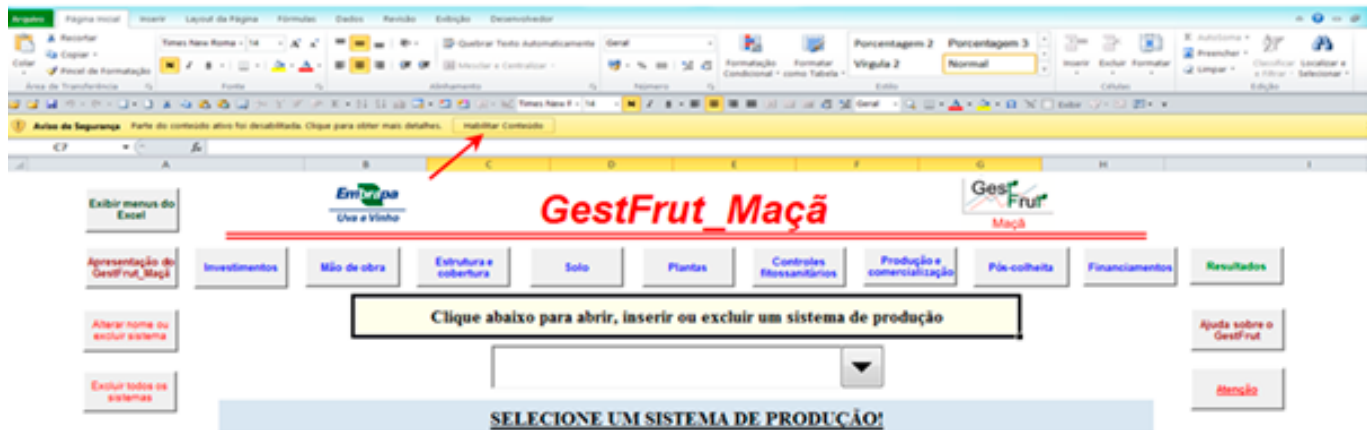 Arquivo Página Inicial Inserir Layout da Página Fórmulas Dados Revisão Exibição Desenvolvedor
Recortar
Copiar
Pincel de Formatação
Colar
Times New Roma 14
Quebrar Texto Automaticamente
Mesclar e Centralizar
Geral
Formatação Condicional
Formatar como Tabela
Porcentagem 2 Porcentagem 3
Vírgula 2 Normal
Inserir Excluir Formatar
AutoSoma
Preencher
Limpar
Classificar e Filtrar
Localizar e Selecionar
Área de Transferência Fonte Alinhamento Número Estilo Células Edição
Times New F 14 Geral
Aviso de Segurança Parte do conteúdo ativo foi desabilitada. Clique para obter mais detalhes. Habilitar Conteúdo
C7 fx
A B C D E F G H I
Exibir menus do
Excel
Embrapa
Uva e Vinho
GestFrut_Maçã
GestFrut
Maçã
Apresentação do
GestFrut_Maçã
Investimentos
Mão de obra
Estrutura e
cobertura
Solo
Plantas
Controles
fitossanitários
Produção e
comercialização
Pós-colheita
Financiamentos
Resultados
Clique abaixo para abrir, inserir ou excluir um sistema de produção
Alterar nome ou
excluir sistema
Ajuda sobre o
GestFrut
Excluir todos os
sistemas
Atenção
SELECIONE UM SISTEMA DE PRODUÇÃO!